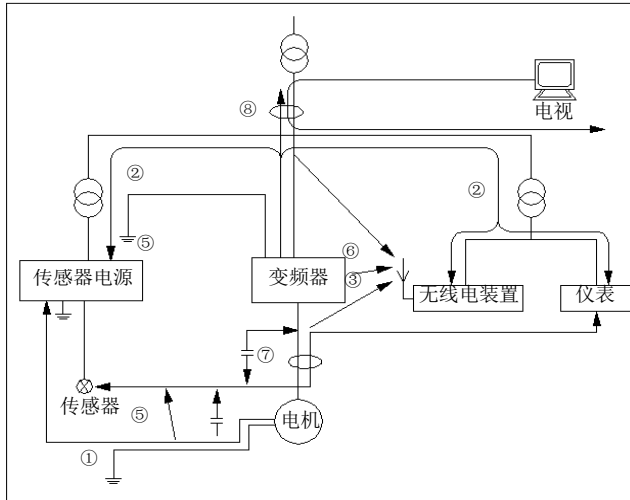 电视
⑧
②
②
⑤
⑥
传感器电源
变频器
③
无线电装置
仪表
⑦
传感器
⑤
电机
①